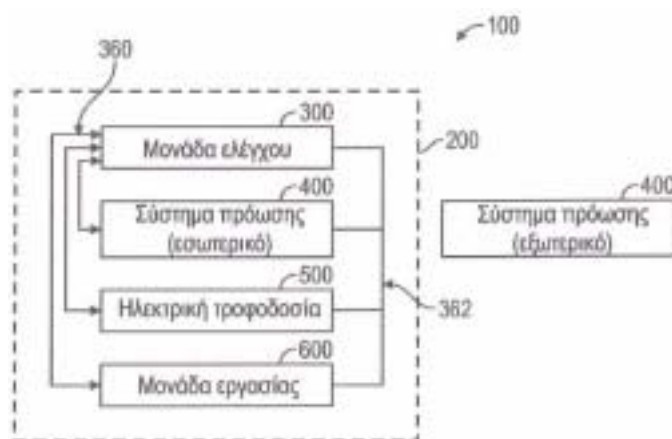 100
360
300
Μονάδα ελέγχου
200
400
Σύστημα πρόωσης
(εσωτερικό)
400
Σύστημα πρόωσης
(εξωτερικό)
500
Ηλεκτρική τροφοδοσία
362
600
Μονάδα εργασίας